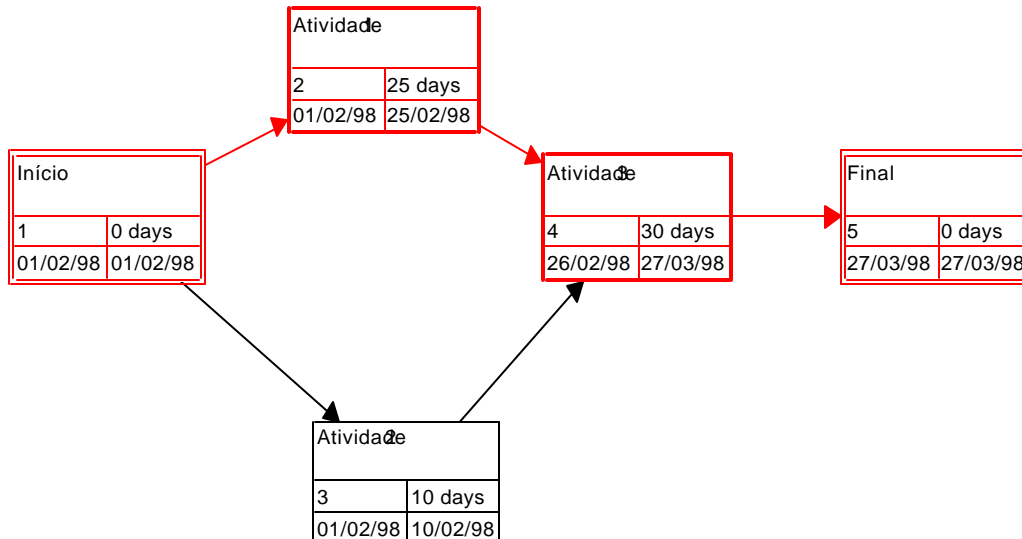 Atividade 1
2 25 days
01/02/98 25/02/98
Início
1 0 days
01/02/98 01/02/98
Atividade 3
4 30 days
26/02/98 27/03/98
Final
5 0 days
27/03/98 27/03/98
Atividade 2
3 10 days
01/02/98 10/02/98